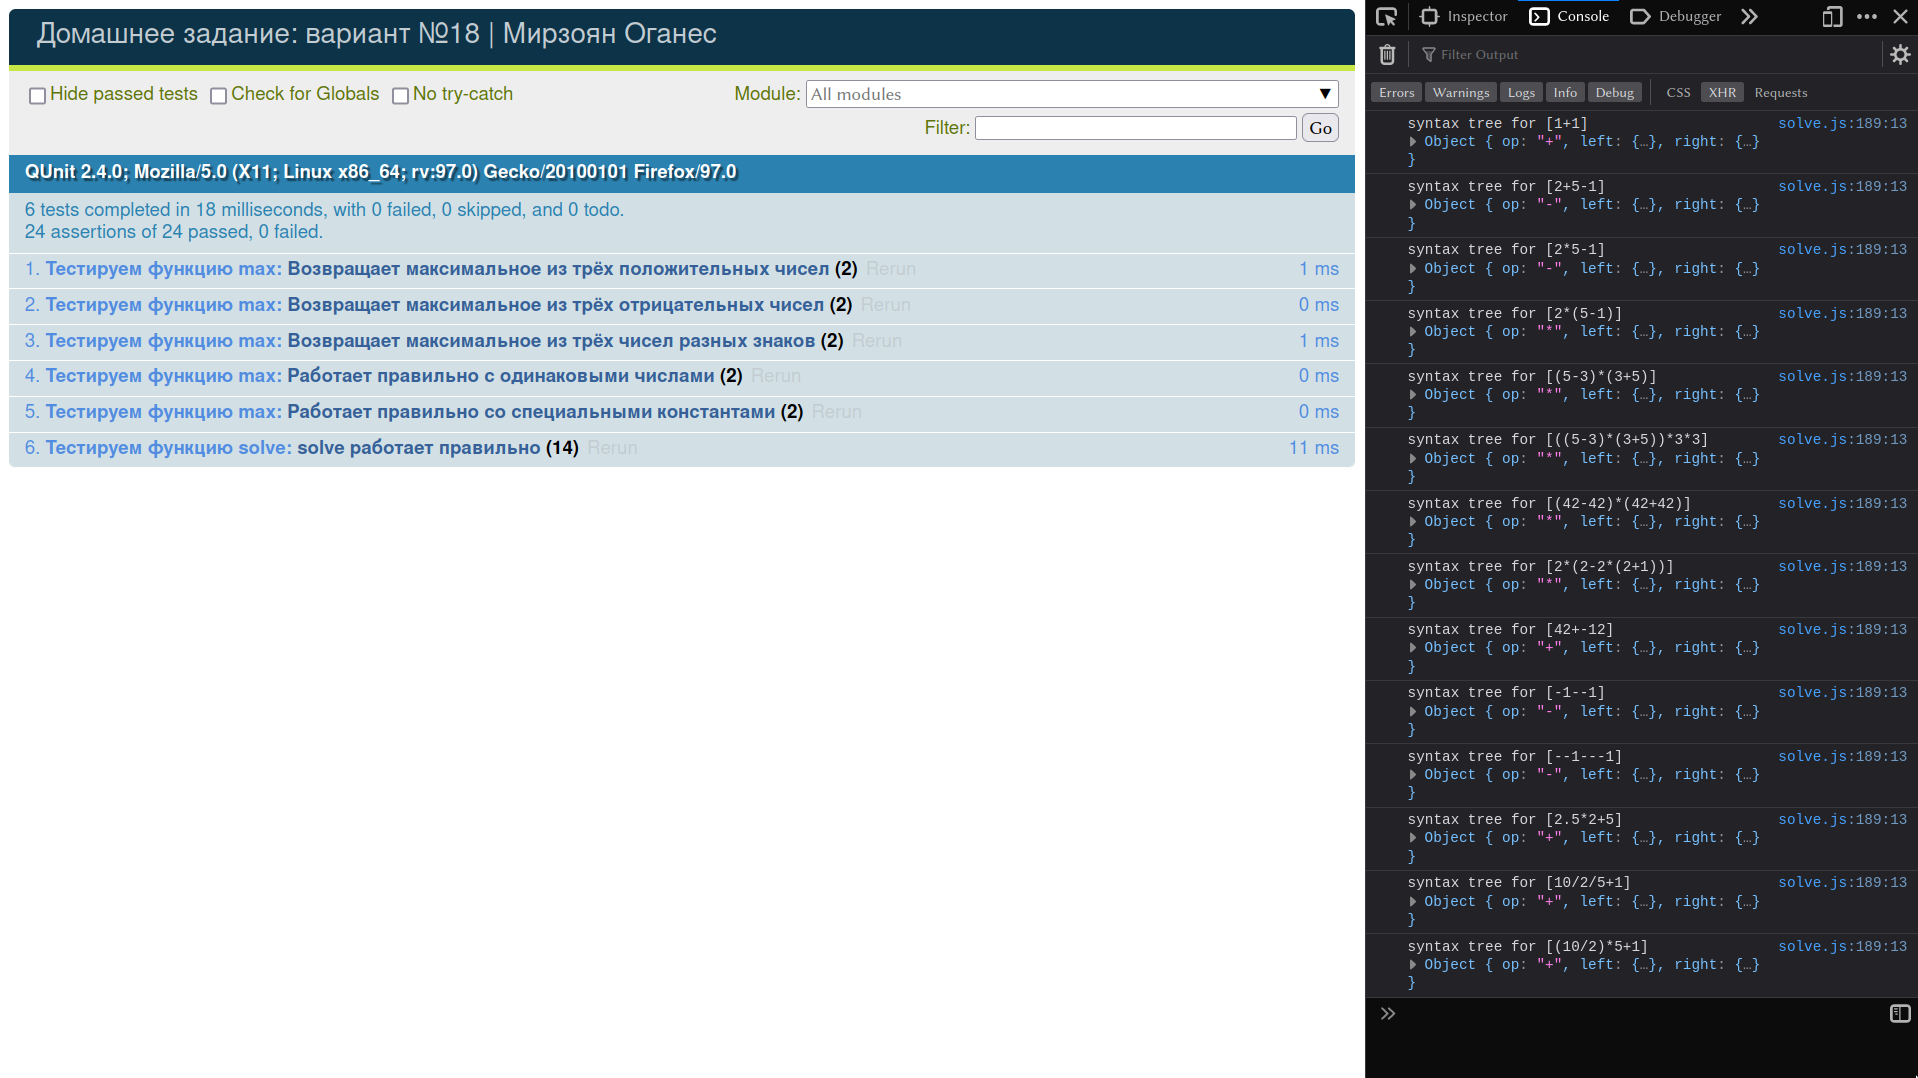 Домашнее задание: вариант №18 | Мирзоян Оганес
Hide passed tests Check for Globals No try-catch Module: All modules ▼
Filter: Go
QUnit 2.4.0; Mozilla/5.0 (X11; Linux x86_64; rv:97.0) Gecko/20100101 Firefox/97.0
6 tests completed in 18 milliseconds, with 0 failed, 0 skipped, and 0 todo.
24 assertions of 24 passed, 0 failed.
1. Тестируем функцию max: Возвращает максимальное из трёх положительных чисел (2) Rerun 1 ms
2. Тестируем функцию max: Возвращает максимальное из трёх отрицательных чисел (2) Rerun 0 ms
3. Тестируем функцию max: Возвращает максимальное из трёх чисел разных знаков (2) Rerun 1 ms
4. Тестируем функцию max: Работает правильно с одинаковыми числами (2) Rerun 0 ms
5. Тестируем функцию max: Работает правильно со специальными константами (2) Rerun 0 ms
6. Тестируем функцию solve: solve работает правильно (14) Rerun 11 ms
Inspector Console Debugger
Filter Output
Errors Warnings Logs Info Debug CSS XHR Requests
syntax tree for [1+1] solve.js:189:13
Object { op: "+", left: {…}, right: {…}
}
syntax tree for [2+5-1] solve.js:189:13
Object { op: "-", left: {…}, right: {…}
}
syntax tree for [2*5-1] solve.js:189:13
Object { op: "-", left: {…}, right: {…}
}
syntax tree for [2*(5-1)] solve.js:189:13
Object { op: "*", left: {…}, right: {…}
}
syntax tree for [(5-3)*(3+5)] solve.js:189:13
Object { op: "*", left: {…}, right: {…}
}
syntax tree for [((5-3)*(3+5))*3*3] solve.js:189:13
Object { op: "*", left: {…}, right: {…}
}
syntax tree for [(42-42)*(42+42)] solve.js:189:13
Object { op: "*", left: {…}, right: {…}
}
syntax tree for [2*(2-2*(2+1))] solve.js:189:13
Object { op: "*", left: {…}, right: {…}
}
syntax tree for [42+-12] solve.js:189:13
Object { op: "+", left: {…}, right: {…}
}
syntax tree for [-1--1] solve.js:189:13
Object { op: "-", left: {…}, right: {…}
}
syntax tree for [--1---1] solve.js:189:13
Object { op: "-", left: {…}, right: {…}
}
syntax tree for [2.5*2+5] solve.js:189:13
Object { op: "+", left: {…}, right: {…}
}
syntax tree for [10/2/5+1] solve.js:189:13
Object { op: "+", left: {…}, right: {…}
}
syntax tree for [(10/2)*5+1] solve.js:189:13
Object { op: "+", left: {…}, right: {…}
}